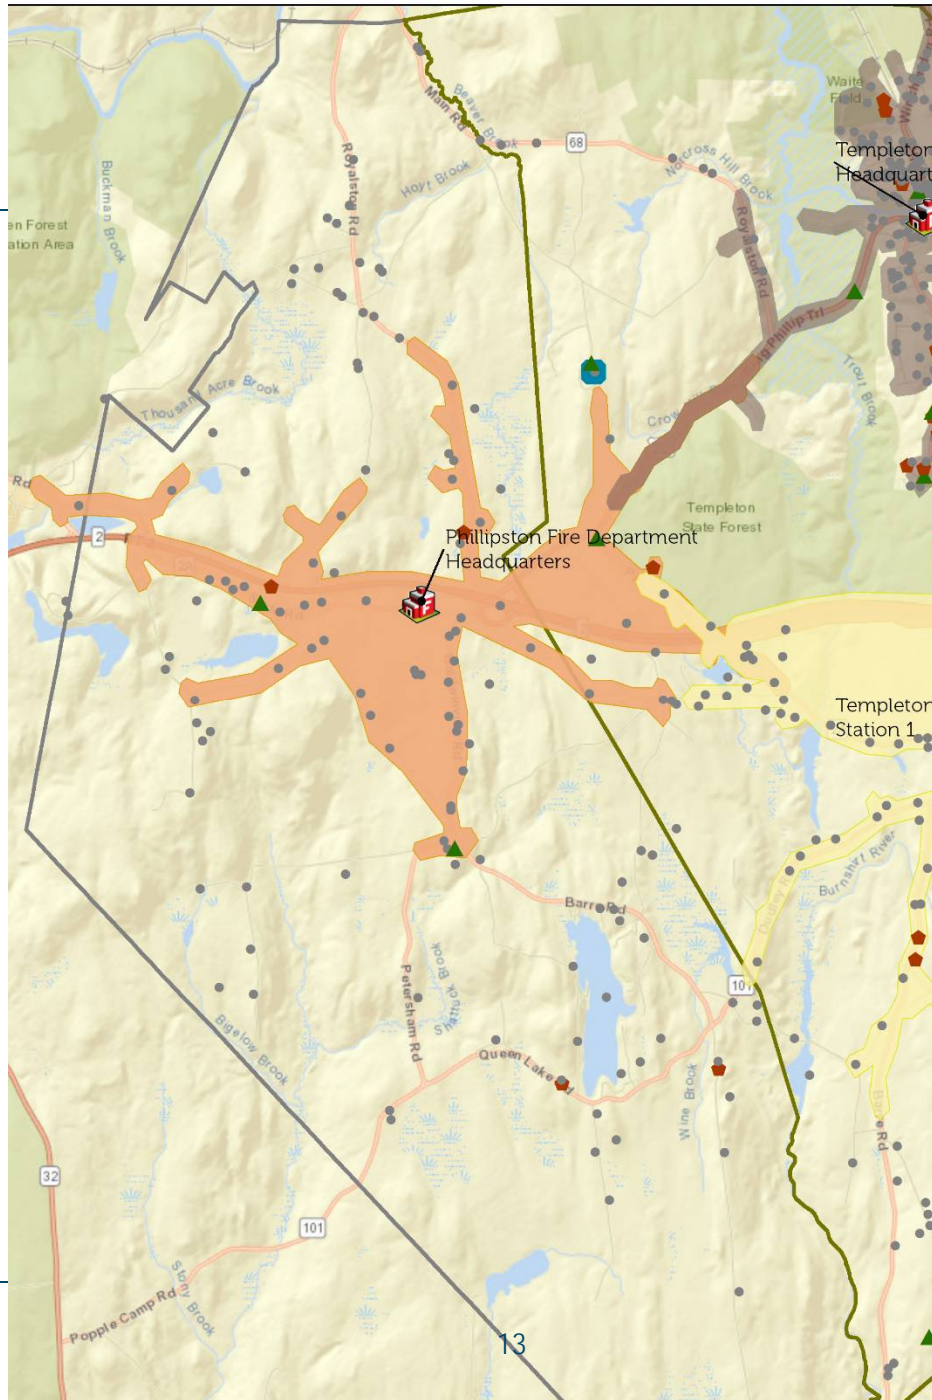 Waite
Field
Winchend
Beaver Brook
Main Rd
68
Templeton
Headquart
Norcross Hill Brook
Royalston Rd
Hoyt Brook
Buckman Brook
en Forest
ation Area
Royalston Rd
ig Phillip Trl
Trout Brook
Thousand Acre Brook
Crow
Rd
Templeton
State Forest
2
Phillipston Fire Department
Headquarters
Templeton
Station 1
Burnshirt River
Dudley R
Barre Rd
Shattuck Brook
101
Petersham Rd
Bigelow Brook
Queen Lake Rd
Wine Brook
Barre Rd
32
101
Stony Brook
Popple Camp Rd
13